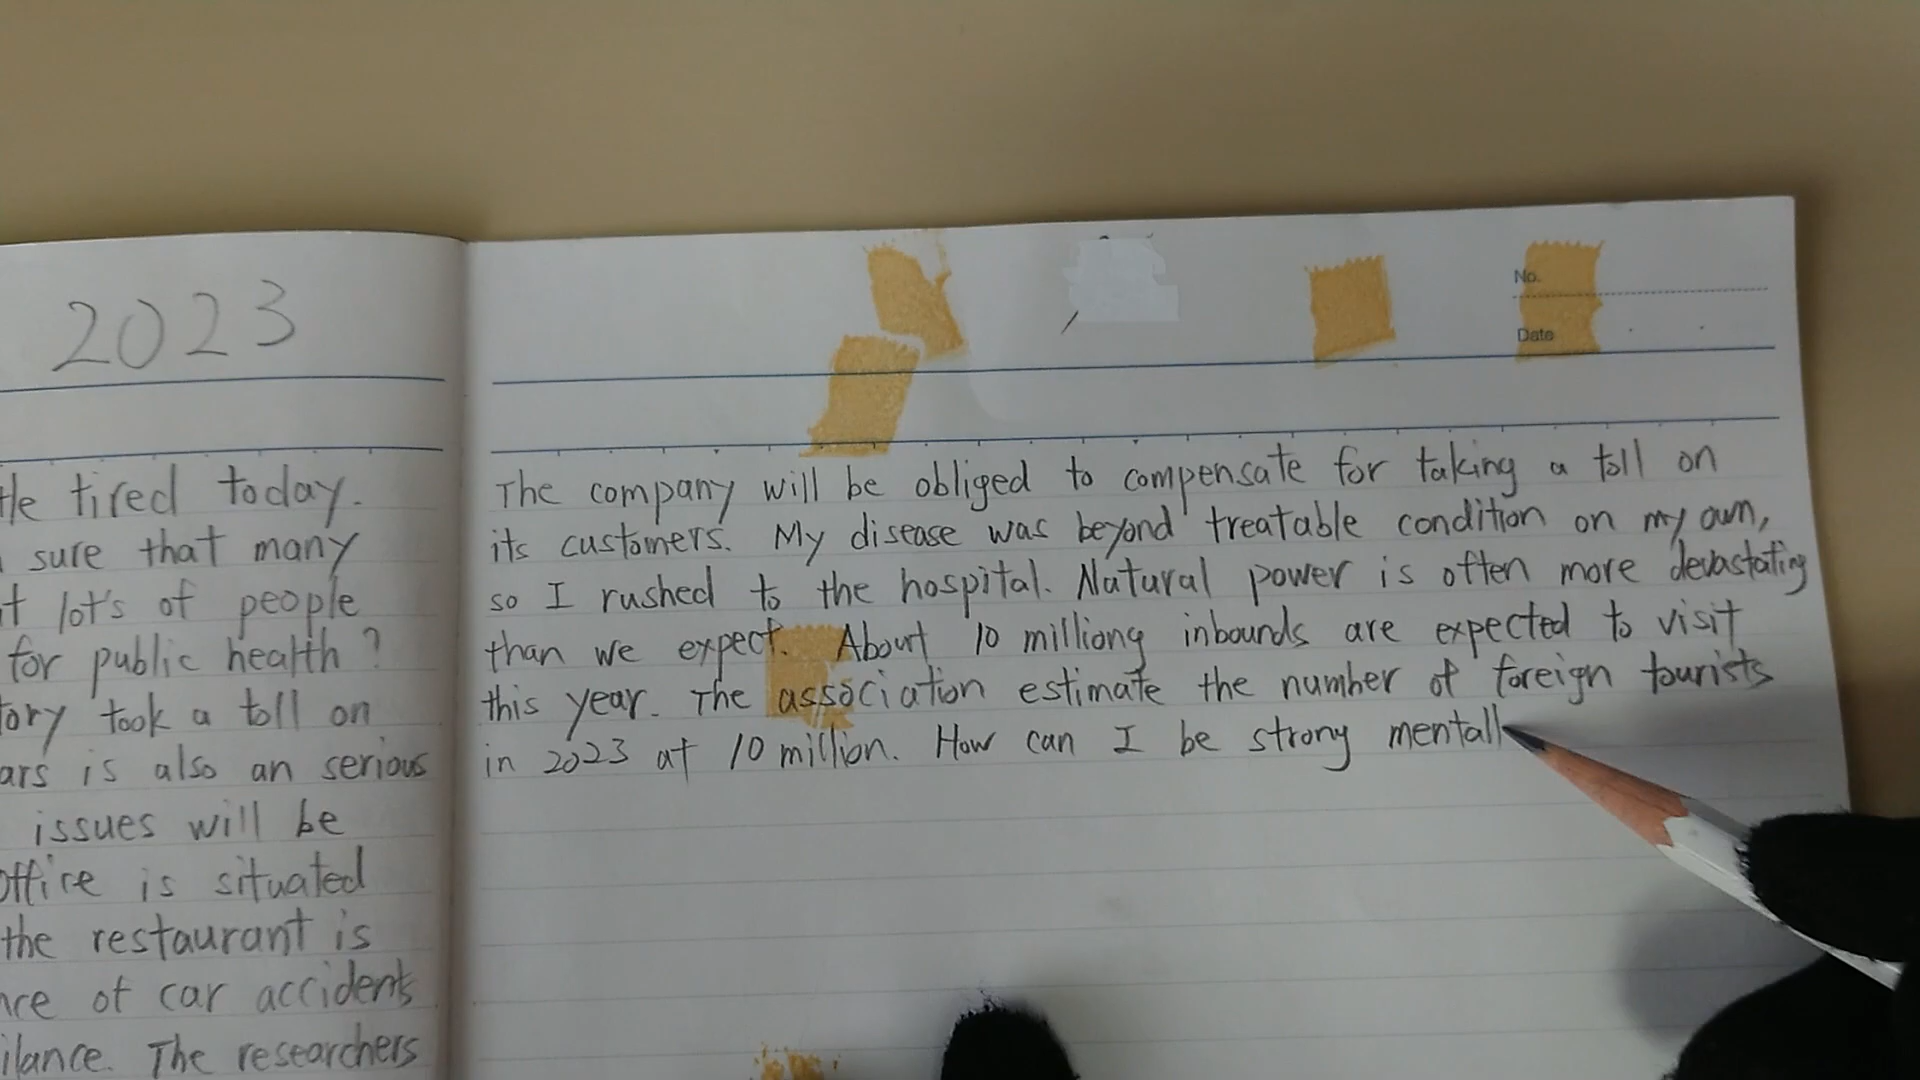 2023
tired today.
sure that many
lot's of people
for public health?
took a toll on
is also an serious
issues will be
office is situated
the restaurant is
of car accidents
The researchers
No.
Date
The company will be obliged to compensate for taking a toll on
its customers. My disease was beyond treatable condition on my own,
so I rushed to the hospital. Natural power is often more devastating
than we expect. About 10 milliong inbounds are expected to visit
this year. The association estimate the number of foreign tourists
in 2023 at 10 million. How can I be strong mentall